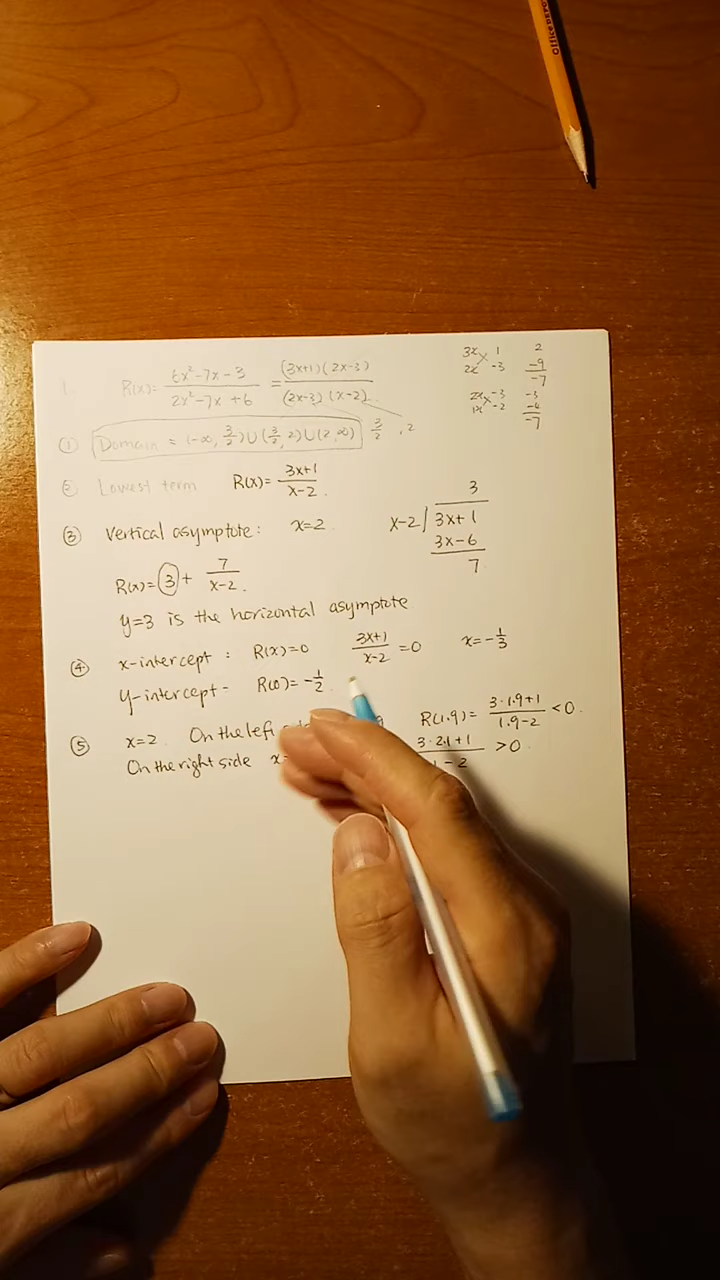 OFFICE DEPOT
1. R(x)= 6x²-7x-3 / 2x²-7x+6 = (3x+1)(2x-3) / (2x-3)(x-2)
3x 1 2
2x -3 -9
-7
2x -3 -3
1x -2 -4
-7
① Domain = (-∞, 3/2)∪(3/2, 2)∪(2,∞) 3/2 , 2
② Lowest term R(x)= 3x+1 / x-2 .
③ Vertical asymptote: x=2
3
x-2 / 3x+1
3x-6
7
R(x)= 3 + 7 / x-2 .
y=3 is the horizontal asymptote
④ x-intercept : R(x)=0 3x+1 / x-2 =0 x=-1/3
y-intercept - R(0)=-1/2 .
⑤ x=2 On the left R(1.9)= 3·1.9+1 / 1.9-2 <0.
On the right side x= 3·2.1+1 / -2 >0.